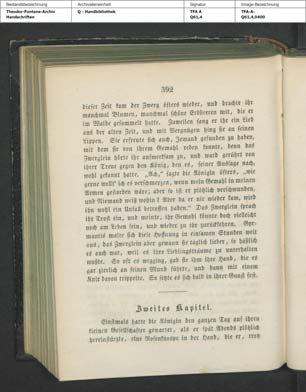 Bestandsbezeichnung Archivalieneinheit Signatur Image-Bezeichnung
Theodor-Fontane-Archiv Q - Handbibliothek TFA A TFA-A-
Handschriften Q61,4 Q61,4,0400
392
dieser Zeit kam der Zwerg öfters wieder, und brachte ihr
manchmal Blumen, manchmal schöne Erdbeeren mit, die er
im Walde gesammelt hatte. Zuweilen sang er ihr ein Lied
aus der alten Zeit, und mit Vergnügen hing sie an seinen
Lippen. Sie erfreute sich auch, Jemand gefunden zu haben,
mit dem sie von ihrem Gemahl reden konnte, denn das
Zwerglein hörte ihr aufmerksam zu, und ward gerührt von
ihrer Treue gegen den König, den es, seiner Aussage nach,
wohl gekannt hatte. „Ach,“ sagte die Königin öfters, „wie
gerne wollt' ich es verschmerzen, wenn mein Gemahl in meinen
Armen gestorben wäre; aber so ist er plötzlich verschwunden,
und Niemand weiß wohin! Aber da er nie wieder kam, wird
ihn wohl ein Unfall betroffen haben.“ Das Zwerglein sprach
ihr Trost ein, und meinte, ihr Gemahl könnte doch vielleicht
noch am Leben sein, und wieder zu ihr zurückkehren.
mantis malte sich diese Hoffnung in einsamen Stunden weit
aus, das Zwerglein aber gewann sie täglich lieber, so häßlich
es auch war, weil es ihre Lieblingsträume zu unterhalten
wußte. So oft es wegging, gab sie ihm ihre Hand, die es
gar zierlich an seinen Mund führte, und dann mit einem
Knix davon trippelte. So setzte es sich bald in ihrer Gunst fest.
Zweites Kapitel.
Einstmals hatte die Königin den ganzen Tag auf ihren
kleinen Gesellschafter gewartet, als er spät Abends plötzlich
hereinstürzte, eine Rosenknospe in der Hand, die er, trotz